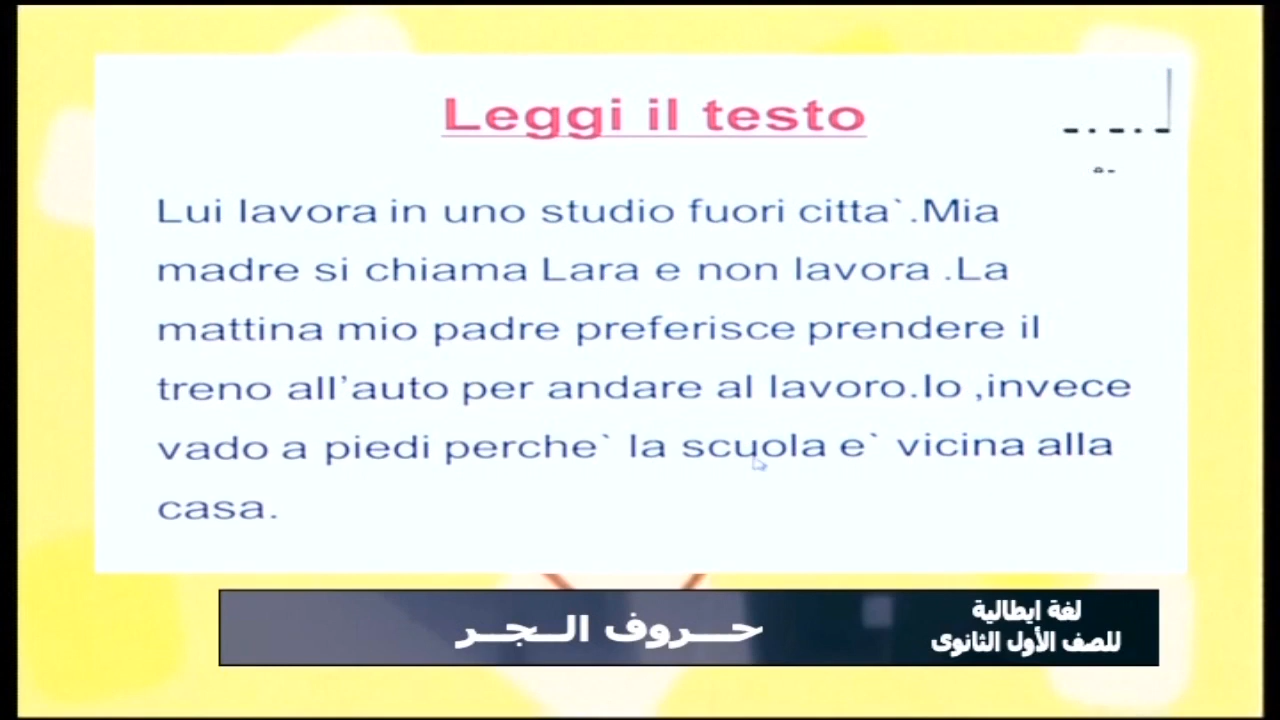 Leggi il testo
Lui lavora in uno studio fuori citta`.Mia
madre si chiama Lara e non lavora .La
mattina mio padre preferisce prendere il
treno all’auto per andare al lavoro.Io ,invece
vado a piedi perche` la scuola e` vicina alla
casa.
حـــروف الــجــر
لغة ايطالية
للصف الأول الثانوى